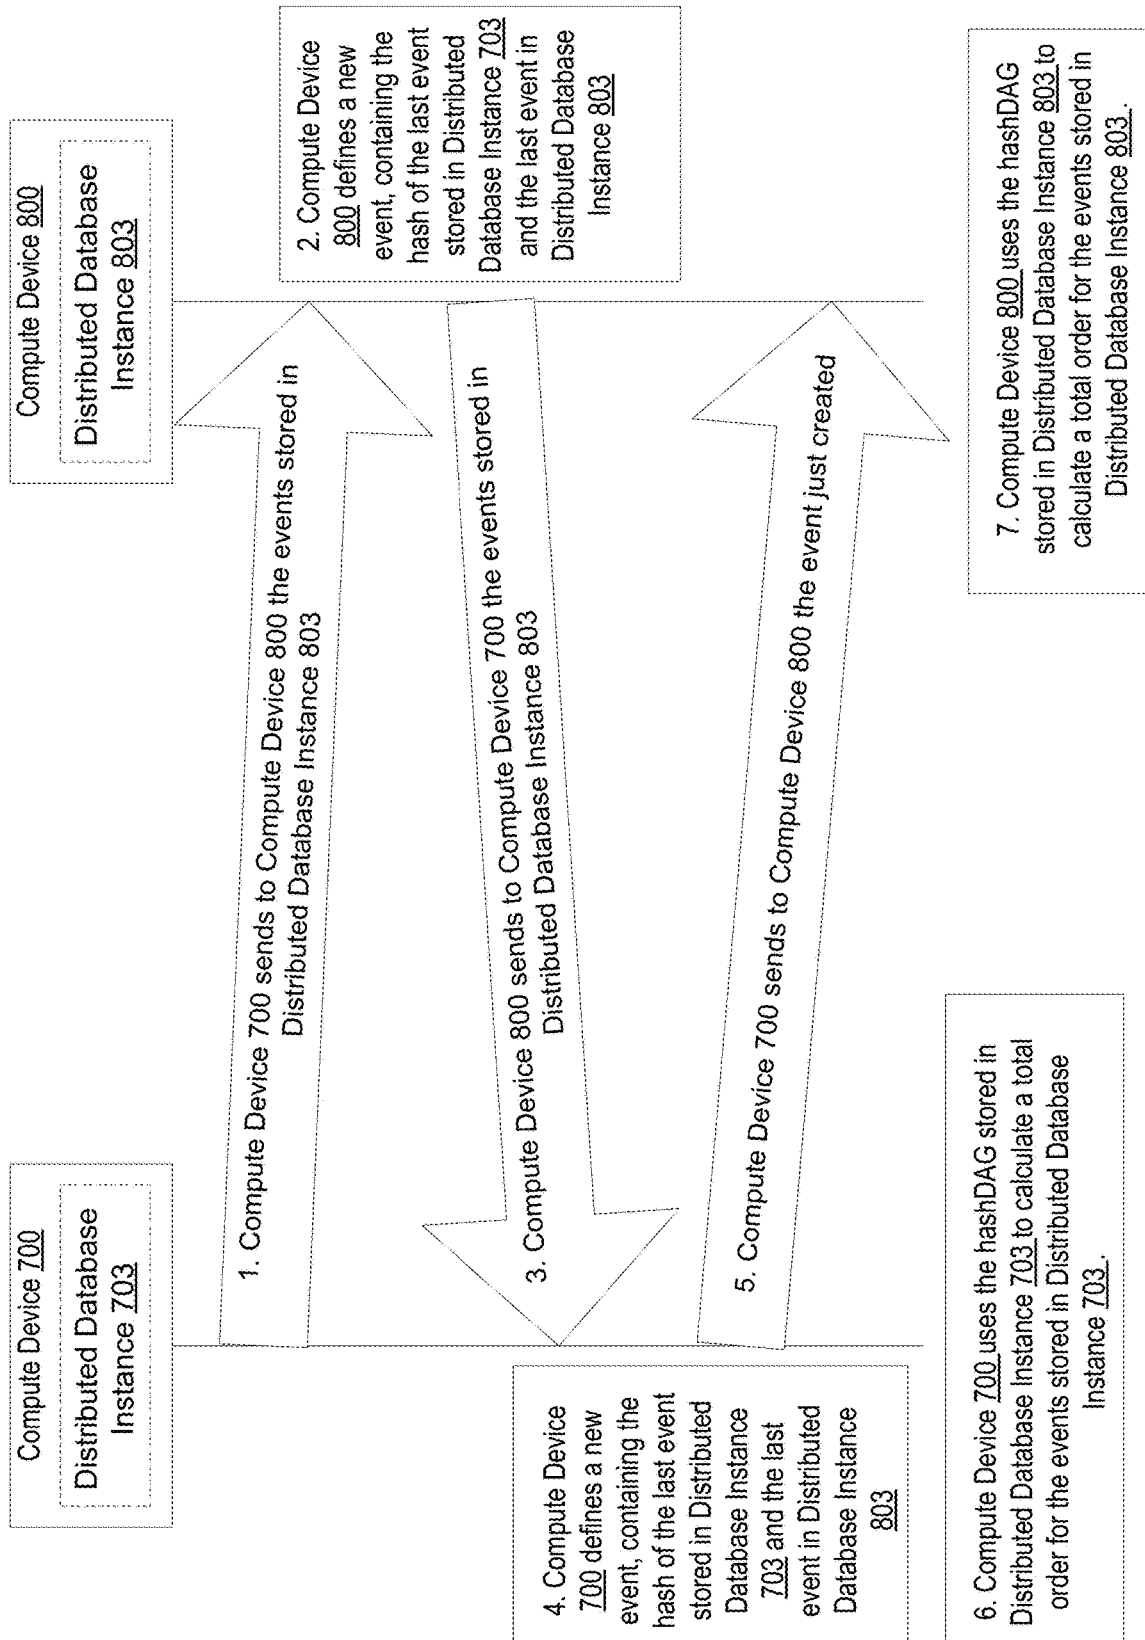 Compute Device 700
Distributed Database
Instance 703
Compute Device 800
Distributed Database
Instance 803
1. Compute Device 700 sends to Compute Device 800 the events stored in
Distributed Database Instance 803
2. Compute Device
800 defines a new
event, containing the
hash of the last event
stored in Distributed
Database Instance 703
and the last event in
Distributed Database
Instance 803
3. Compute Device 800 sends to Compute Device 700 the events stored in
Distributed Database Instance 803
4. Compute Device
700 defines a new
event, containing the
hash of the last event
stored in Distributed
Database Instance
703 and the last
event in Distributed
Database Instance
803
5. Compute Device 700 sends to Compute Device 800 the event just created
6. Compute Device 700 uses the hashDAG stored in
Distributed Database Instance 703 to calculate a total
order for the events stored in Distributed Database
Instance 703 .
7. Compute Device 800 uses the hashDAG
stored in Distributed Database Instance 803 to
calculate a total order for the events stored in
Distributed Database Instance 803 .